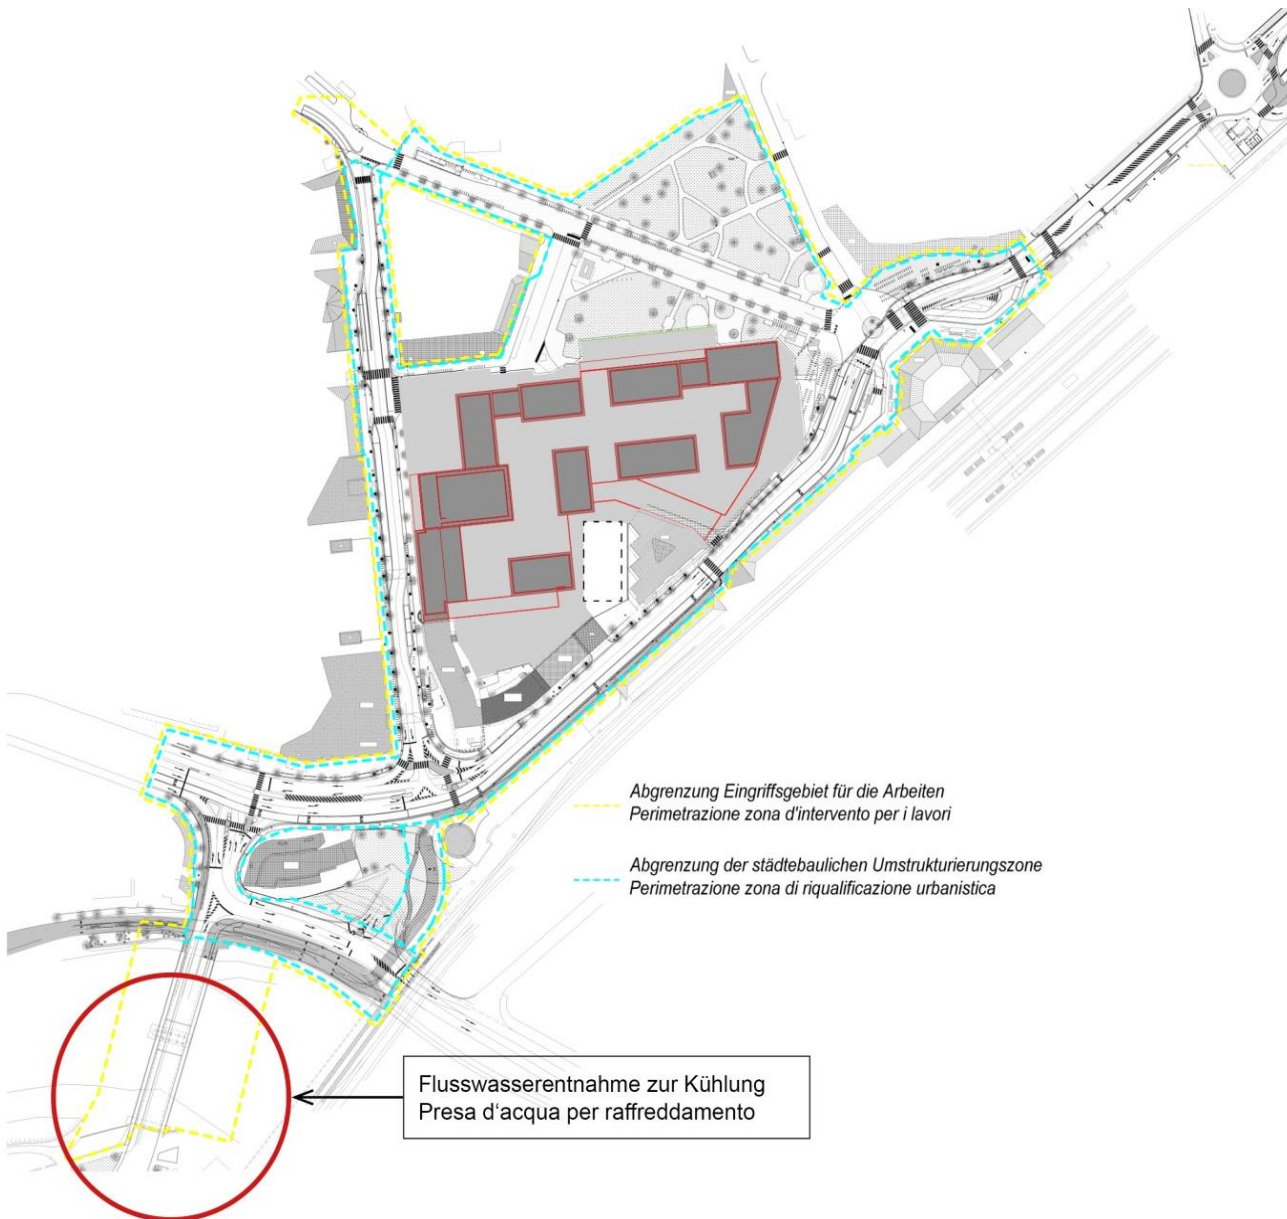 Abgrenzung Eingriffsgebiet für die Arbeiten
Perimetrazione zona d'intervento per i lavori
Abgrenzung der städtebaulichen Umstrukturierungszone
Perimetrazione zona di riqualificazione urbanistica
Flusswasserentnahme zur Kühlung
Presa d‘acqua per raffreddamento